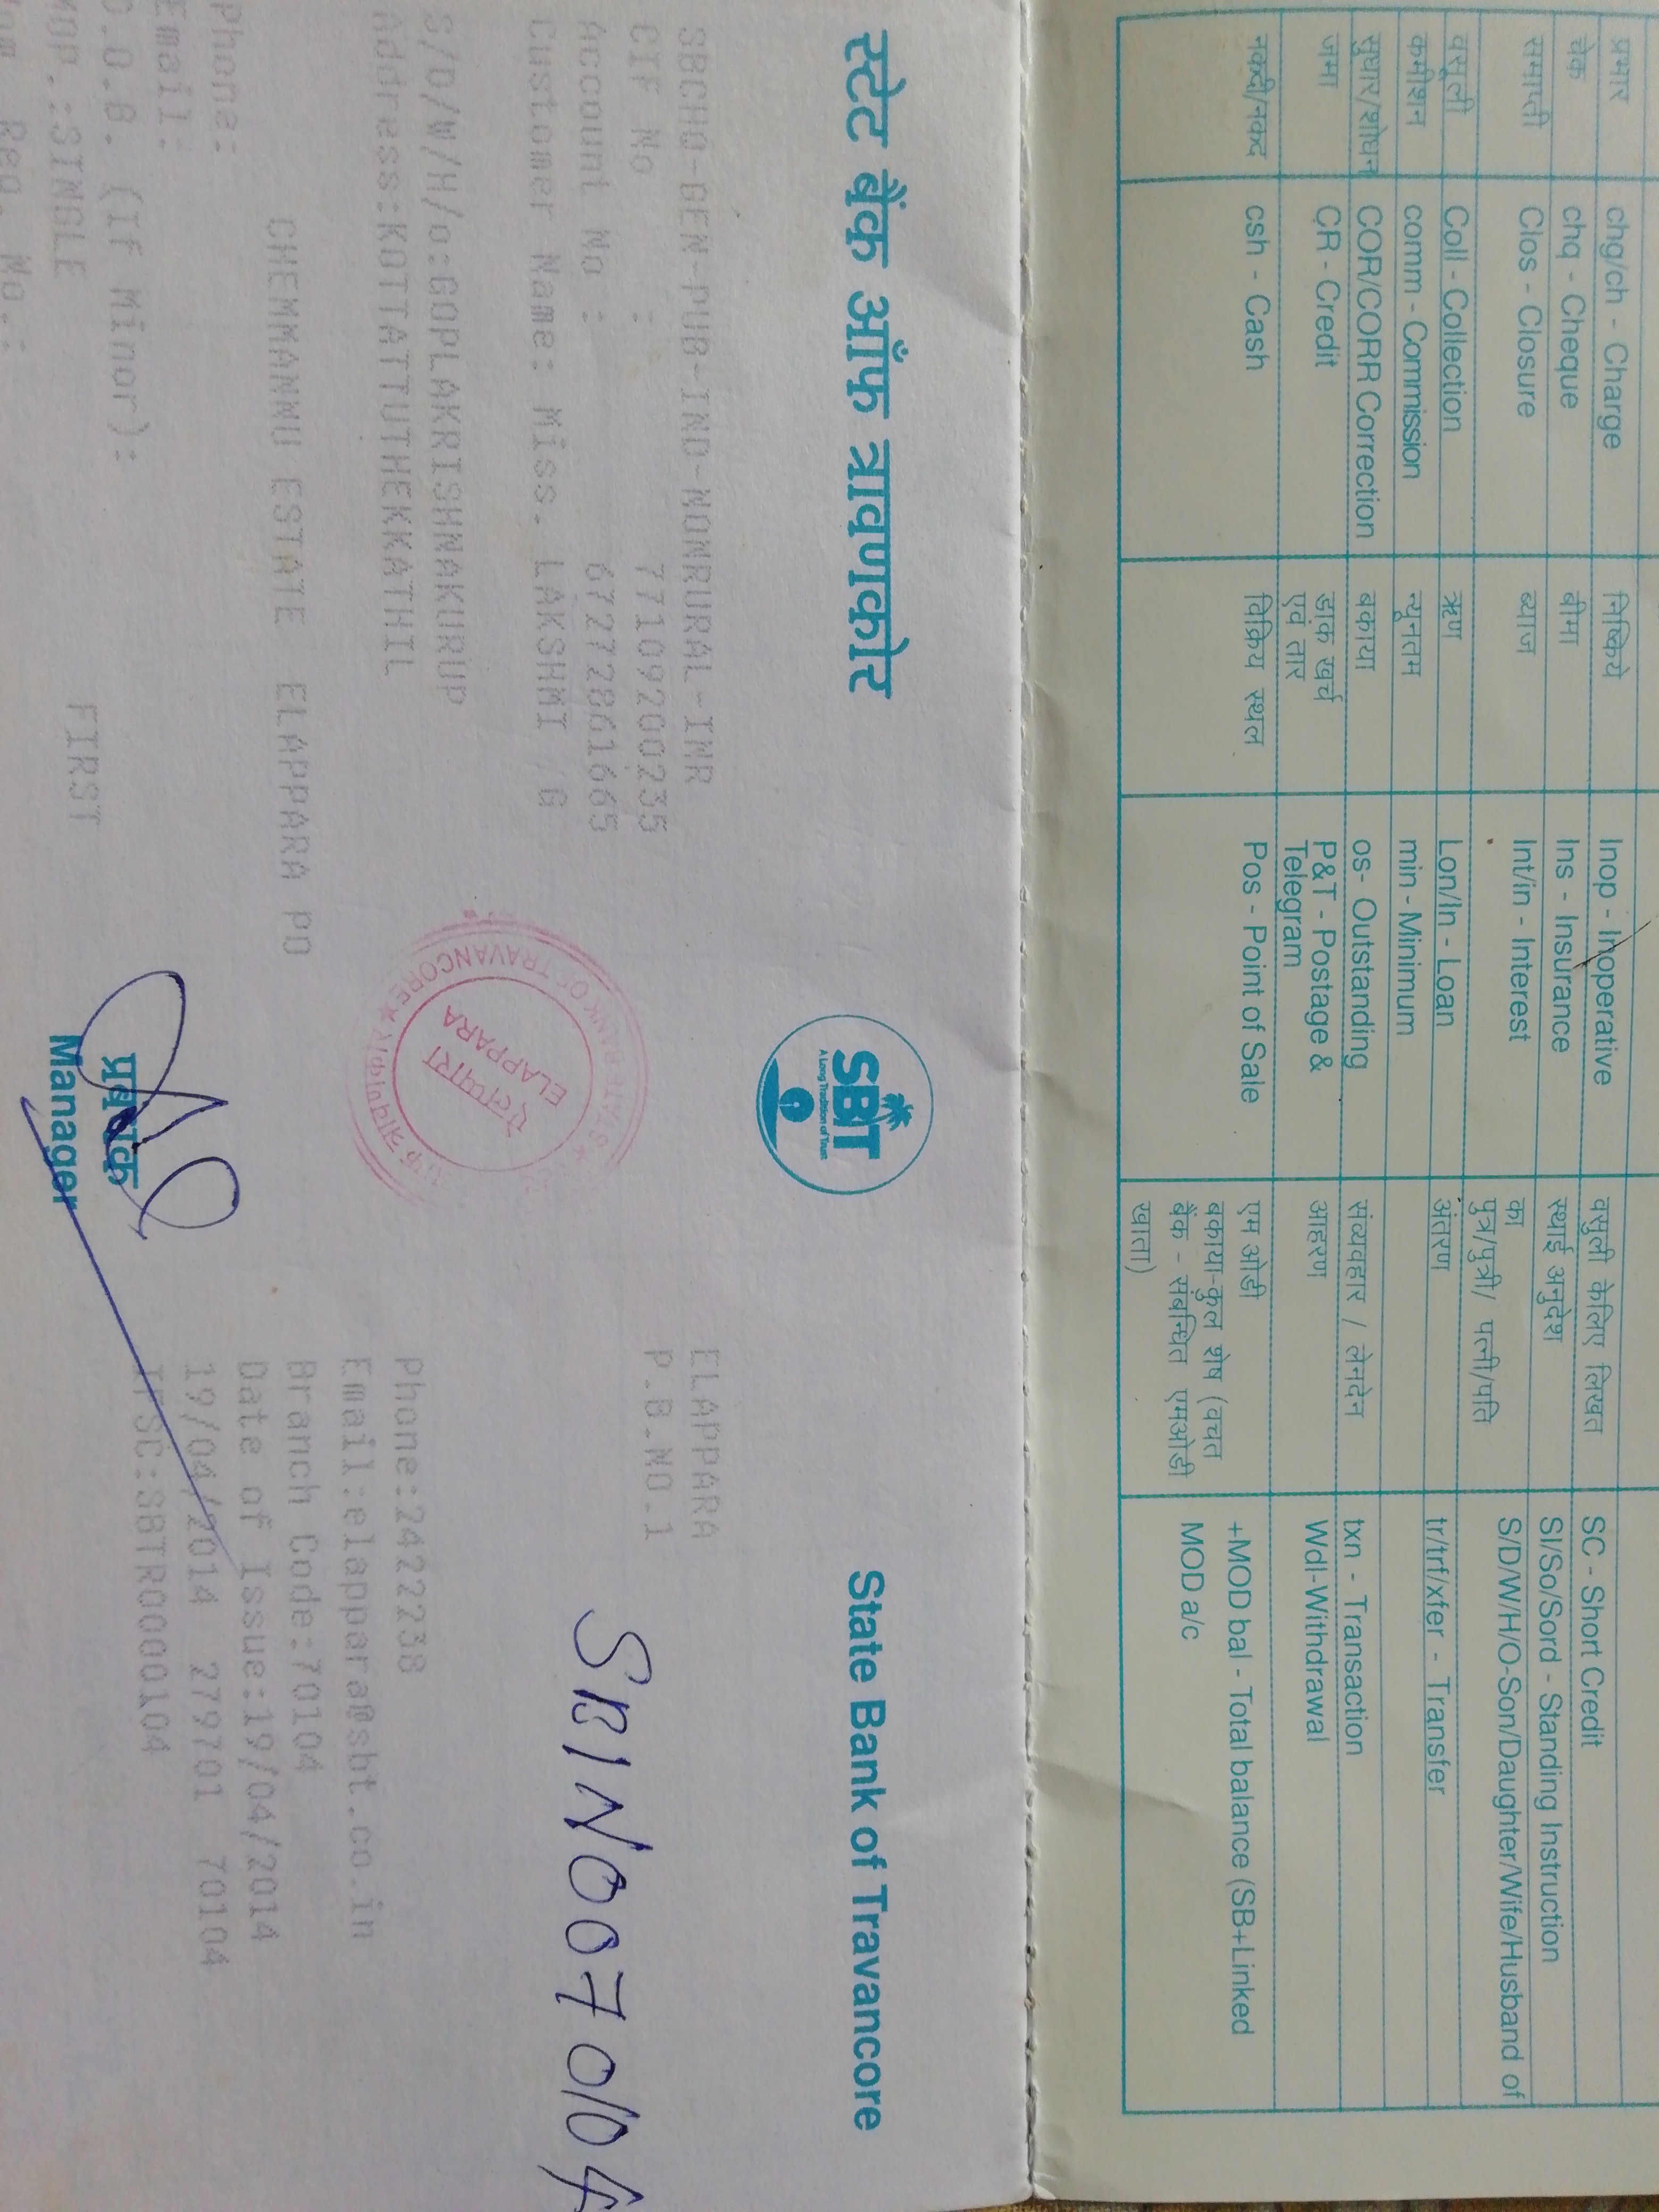 प्रभार chg/ch - Charge निष्क्रिये Inop - Inoperative वसुली केलिए लिखत SC - Short Credit
चेक chq - Cheque बीमा Ins - Insurance स्थाई अनुदेश SI/So/Sord - Standing Instruction
समाप्ती Clos - Closure ब्याज Int/in - Interest का S/D/W/H/O-Son/Daughter/Wife/Husband of
पुत्र/पुत्री/ पत्नी/पति
वसूली Coll - Collection ऋण Lon/ln - Loan अंतरण tr/trf/xfer - Transfer
कमीशन comm - Commission न्यूनतम min - Minimum
सुधार/शोधन COR/CORR Correction बकाया os- Outstanding संव्यवहार / लेनदेन txn - Transaction
जमा CR - Credit डाक खर्च P&T - Postage & आहरण Wdl-Withdrawal
एवं तार Telegram
नकदी/नकद csh - Cash विक्रिय स्थल Pos - Point of Sale एम ओडी +MOD bal - Total balance (SB+Linked
बकाया-कुल शेष (वचत MOD a/c
बैंक - संबन्धित एमओडी
खाता)
स्टेट बैंक ऑफ त्रावणकोर SBT State Bank of Travancore
A Long Tradition of Trust
SBCHQ-GEN-PUB-IND-NONRURAL-INR ELAPPARA
CIF No : 77109200235 P.B.NO.1
Account No : 67277286165
Customer Name: Miss. LAKSHMI /G
SBIN0070104
S/D/W/H/o:GOPLAKRISHNAKURUP Phone:2422238
Address:KOTTATTUTHEKKATHIL Email:elappara@sbt.co.in
Branch Code:70104
CHEMMANNU ESTATE ELAPPARA PO Date of Issue:19/04/2014
Phone: 19/04/2014 279701 70104
Email: IFSC:SBTR0000104
D.O.B. (If Minor):
MOP.:SINGLE FIRST
Nom. Reg. No.:
STATE BANK OF TRAVANCORE
एलप्पारा
ELAPPARA
प्रबंधक
Manager